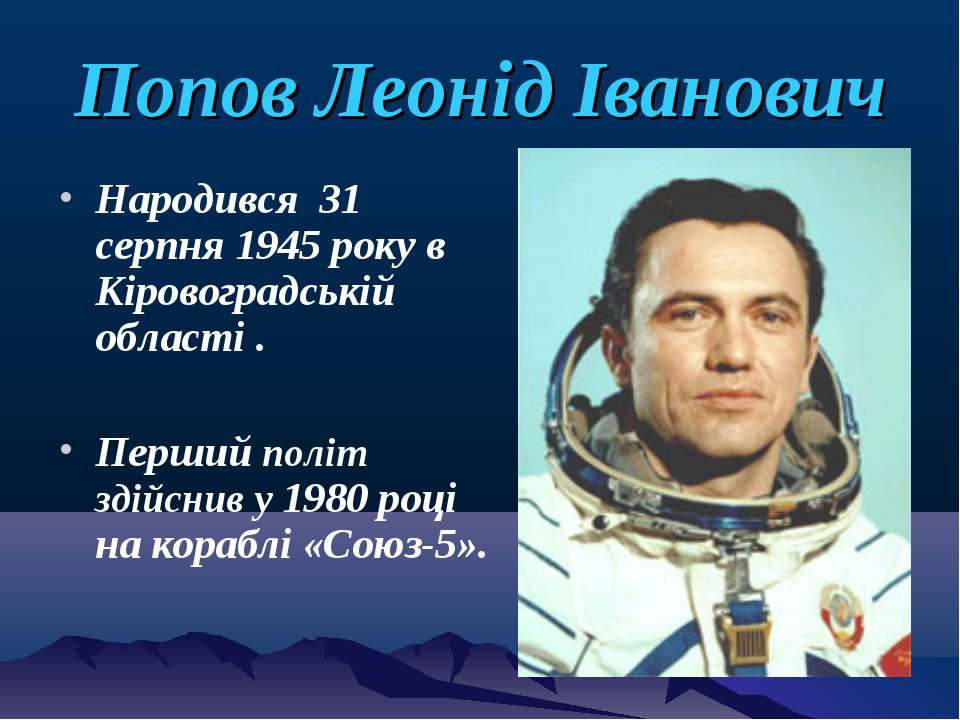 Попов Леонід Іванович
• Народився 31
серпня 1945 року в
Кіровоградській
області .
• Перший політ
здійснив у 1980 році
на кораблі «Союз-5».